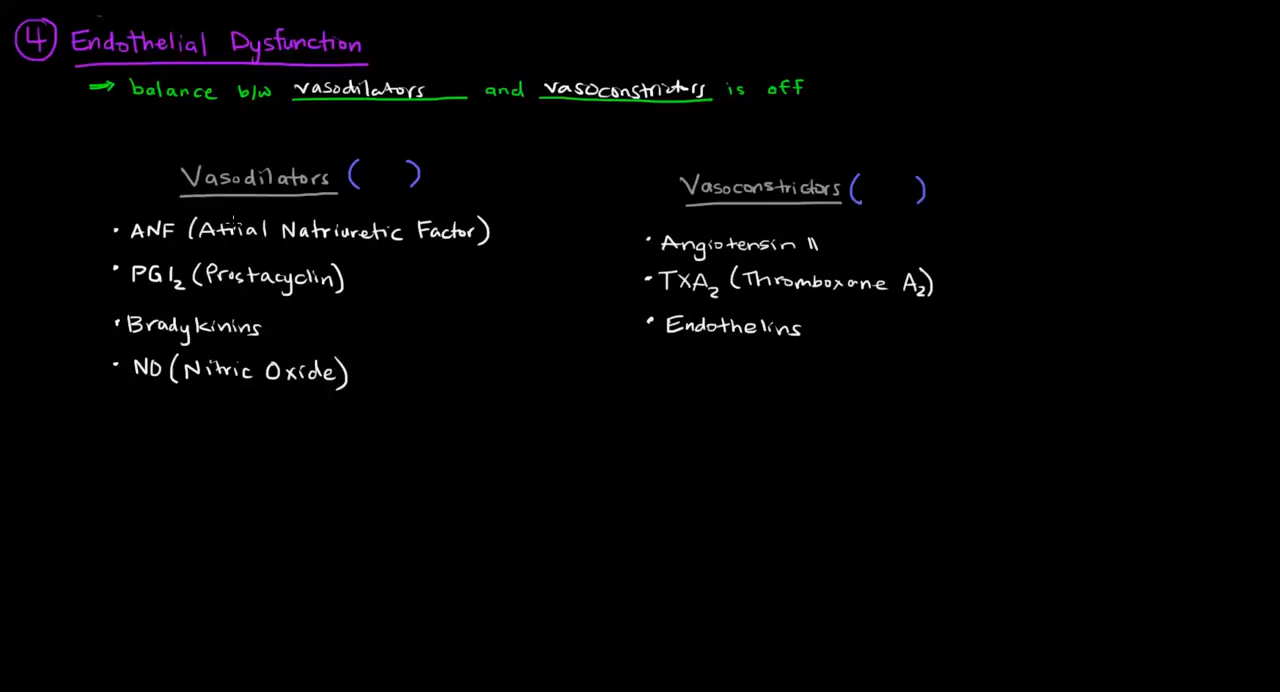 4 Endothelial Dysfunction
⇒ balance b/w vasodilators and vasoconstrictors is off
Vasodilators ( )
• ANF (Atrial Natriuretic Factor)
• PGI₂ (Prostacyclin)
• Bradykinins
• NO (Nitric Oxide)
Vasoconstrictors ( )
• Angiotensin II
• TXA₂ (Thromboxane A₂)
• Endothelins